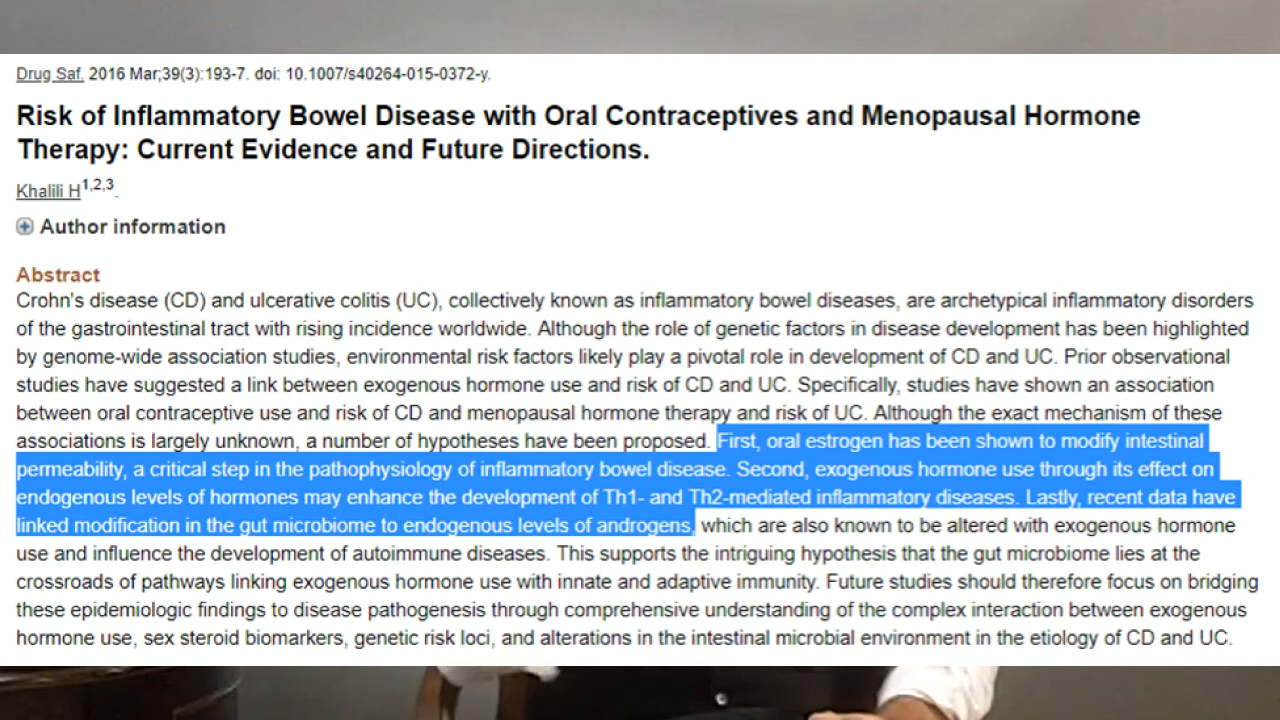 Drug Saf. 2016 Mar;39(3):193-7. doi: 10.1007/s40264-015-0372-y.
Risk of Inflammatory Bowel Disease with Oral Contraceptives and Menopausal Hormone
Therapy: Current Evidence and Future Directions.
Khalili H1,2,3.
Author information
Abstract
Crohn's disease (CD) and ulcerative colitis (UC), collectively known as inflammatory bowel diseases, are archetypical inflammatory disorders
of the gastrointestinal tract with rising incidence worldwide. Although the role of genetic factors in disease development has been highlighted
by genome-wide association studies, environmental risk factors likely play a pivotal role in development of CD and UC. Prior observational
studies have suggested a link between exogenous hormone use and risk of CD and UC. Specifically, studies have shown an association
between oral contraceptive use and risk of CD and menopausal hormone therapy and risk of UC. Although the exact mechanism of these
associations is largely unknown, a number of hypotheses have been proposed. First, oral estrogen has been shown to modify intestinal
permeability, a critical step in the pathophysiology of inflammatory bowel disease. Second, exogenous hormone use through its effect on
endogenous levels of hormones may enhance the development of Th1- and Th2-mediated inflammatory diseases. Lastly, recent data have
linked modification in the gut microbiome to endogenous levels of androgens, which are also known to be altered with exogenous hormone
use and influence the development of autoimmune diseases. This supports the intriguing hypothesis that the gut microbiome lies at the
crossroads of pathways linking exogenous hormone use with innate and adaptive immunity. Future studies should therefore focus on bridging
these epidemiologic findings to disease pathogenesis through comprehensive understanding of the complex interaction between exogenous
hormone use, sex steroid biomarkers, genetic risk loci, and alterations in the intestinal microbial environment in the etiology of CD and UC.